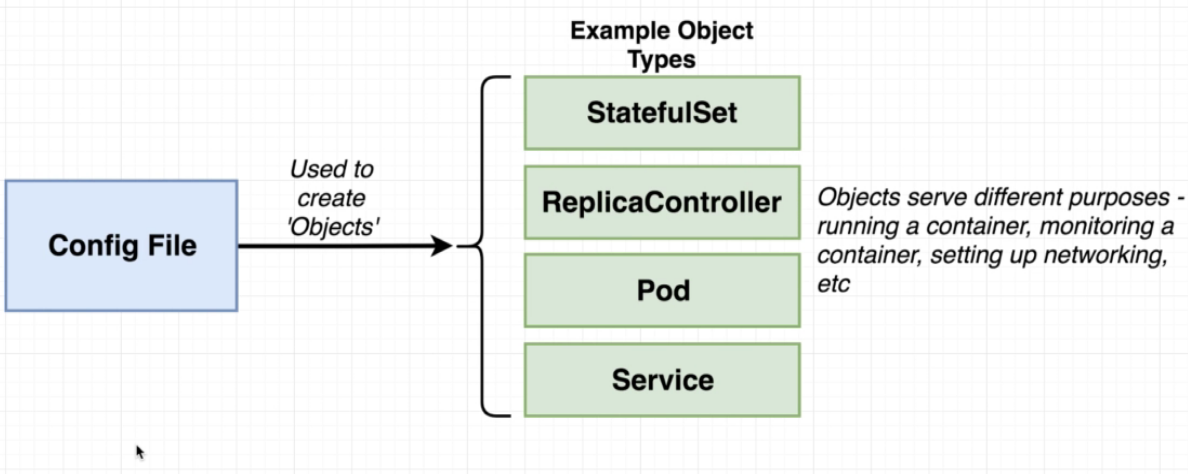 Example Object
Types
StatefulSet
Used to
create
'Objects'
Config File
ReplicaController
Objects serve different purposes -
running a container, monitoring a
container, setting up networking,
etc
Pod
Service